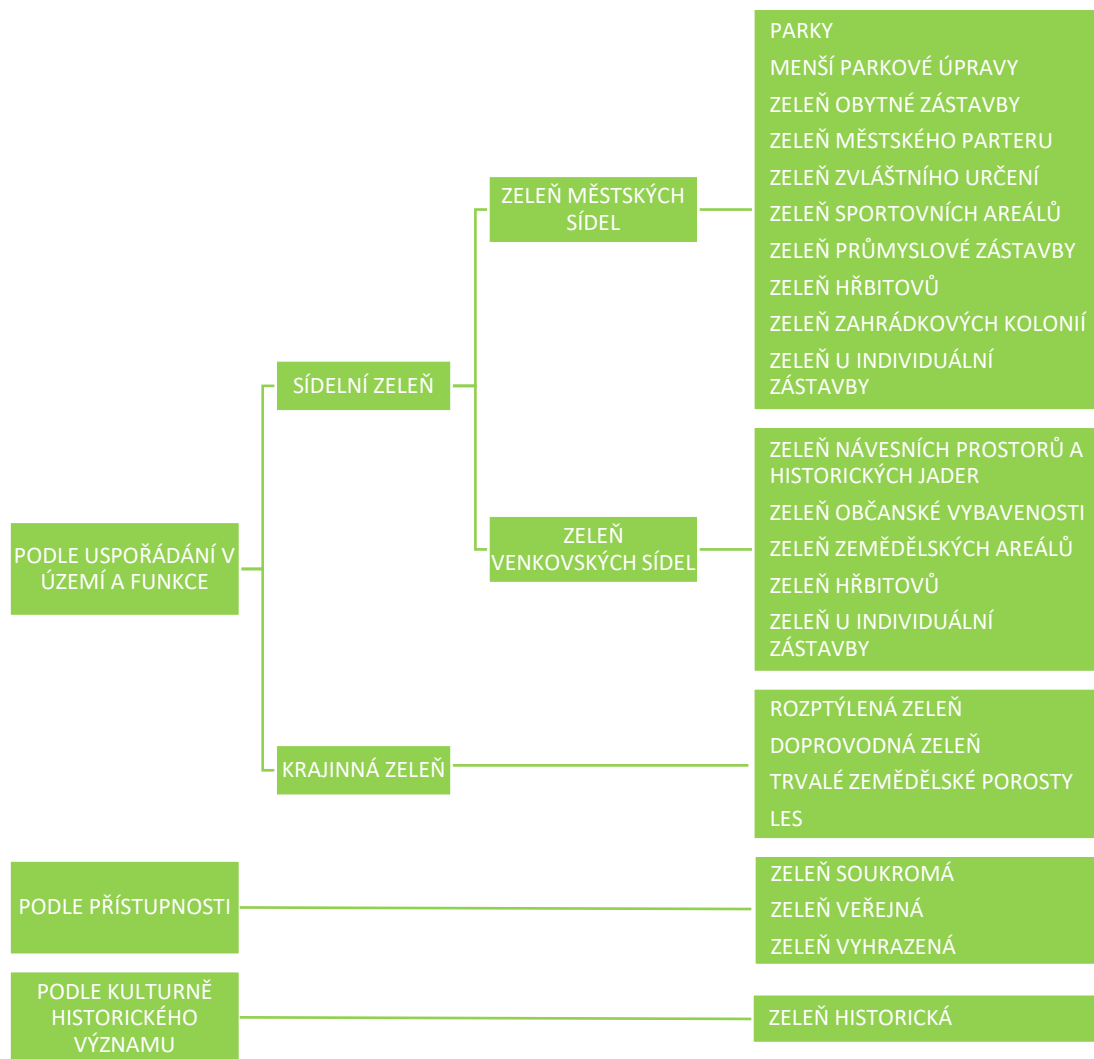 PARKY
MENŠÍ PARKOVÉ ÚPRAVY
ZELEŇ OBYTNÉ ZÁSTAVBY
ZELEŇ MĚSTSKÉHO PARTERU
ZELEŇ ZVLÁŠTNÍHO URČENÍ
ZELEŇ SPORTOVNÍCH AREÁLŮ
ZELEŇ PRŮMYSLOVÉ ZÁSTAVBY
ZELEŇ HŘBITOVŮ
ZELEŇ ZAHRÁDKOVÝCH KOLONIÍ
ZELEŇ U INDIVIDUÁLNÍ
ZÁSTAVBY
ZELEŇ MĚSTSKÝCH
SÍDEL
SÍDELNÍ ZELEŇ
ZELEŇ NÁVESNÍCH PROSTORŮ A
HISTORICKÝCH JADER
ZELEŇ OBČANSKÉ VYBAVENOSTI
ZELEŇ ZEMĚDĚLSKÝCH AREÁLŮ
ZELEŇ HŘBITOVŮ
ZELEŇ U INDIVIDUÁLNÍ
ZÁSTAVBY
ZELEŇ
VENKOVSKÝCH SÍDEL
PODLE USPOŘÁDÁNÍ V
ÚZEMÍ A FUNKCE
KRAJINNÁ ZELEŇ
ROZPTÝLENÁ ZELEŇ
DOPROVODNÁ ZELEŇ
TRVALÉ ZEMĚDĚLSKÉ POROSTY
LES
PODLE PŘÍSTUPNOSTI
ZELEŇ SOUKROMÁ
ZELEŇ VEŘEJNÁ
ZELEŇ VYHRAZENÁ
PODLE KULTURNĚ
HISTORICKÉHO
VÝZNAMU
ZELEŇ HISTORICKÁ